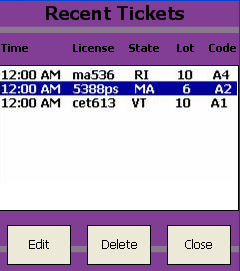 Recent Tickets
Time License State Lot Code
12:00 AM ma536 RI 10 A4
12:00 AM 5388ps MA 6 A2
12:00 AM cet613 VT 10 A1
Edit Delete Close